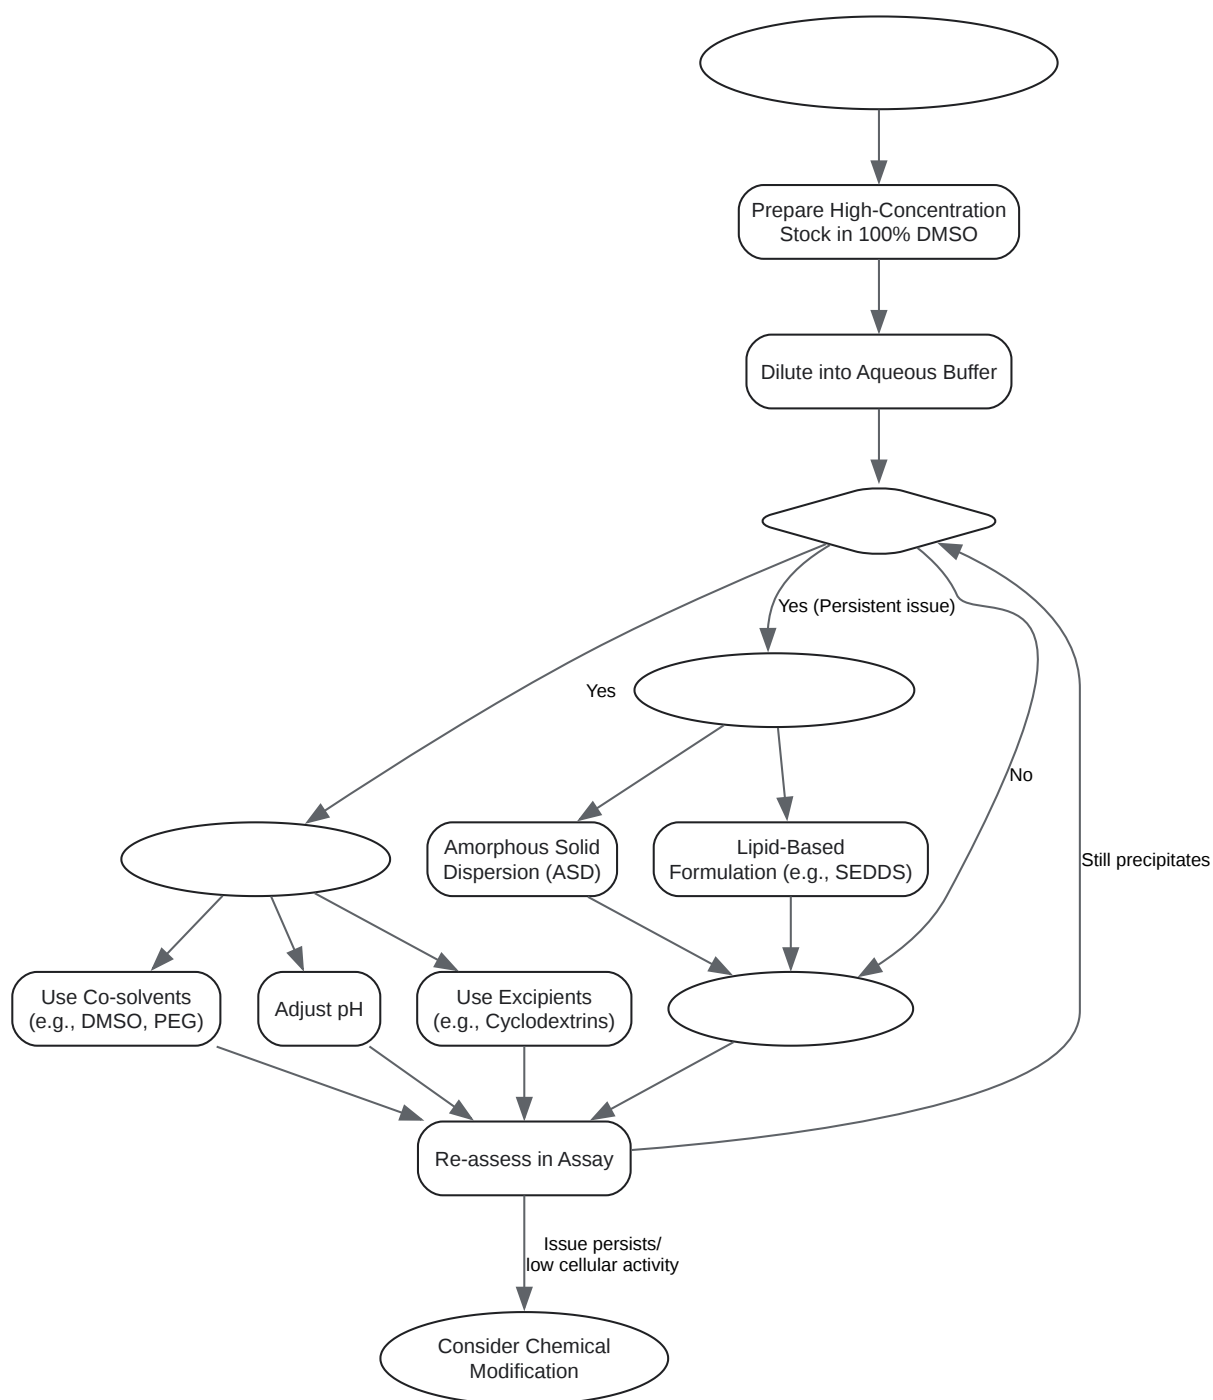 Prepare High-Concentration
Stock in 100% DMSO
Dilute into Aqueous Buffer
Yes (Persistent issue)
Yes
No
Amorphous Solid
Dispersion (ASD)
Lipid-Based
Formulation (e.g., SEDDS)
Still precipitates
Use Co-solvents
(e.g., DMSO, PEG)
Adjust pH
Use Excipients
(e.g., Cyclodextrins)
Re-assess in Assay
Issue persists/
low cellular activity
Consider Chemical
Modification